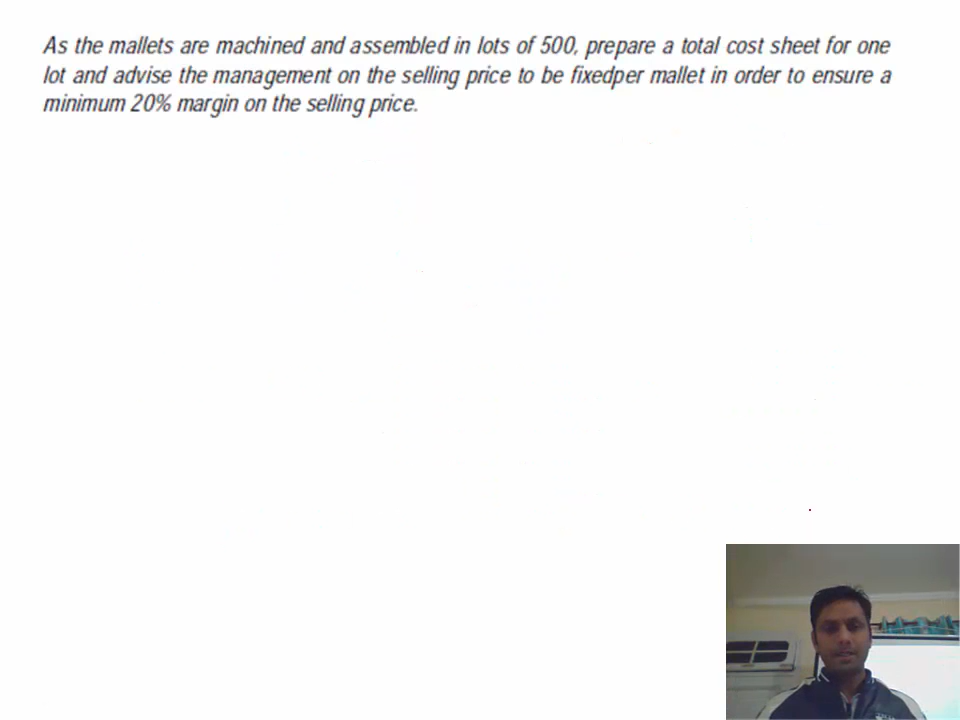 As the mallets are machined and assembled in lots of 500, prepare a total cost sheet for one
lot and advise the management on the selling price to be fixedper mallet in order to ensure a
minimum 20% margin on the selling price.